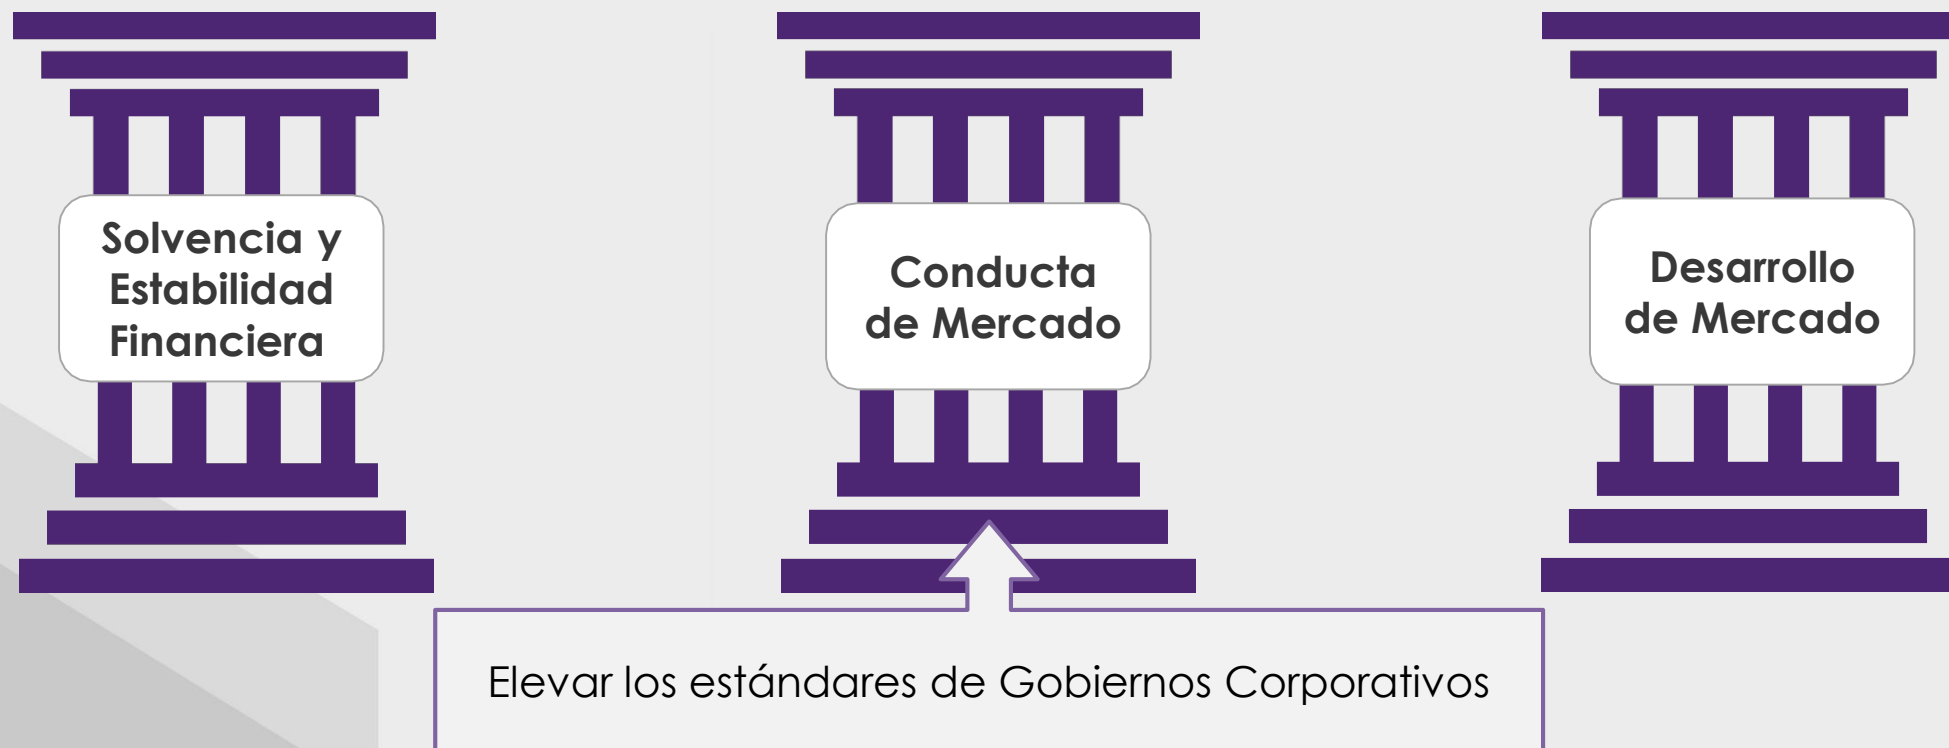 Solvencia y
Estabilidad
Financiera
Conducta
de Mercado
Desarrollo
de Mercado
Elevar los estándares de Gobiernos Corporativos